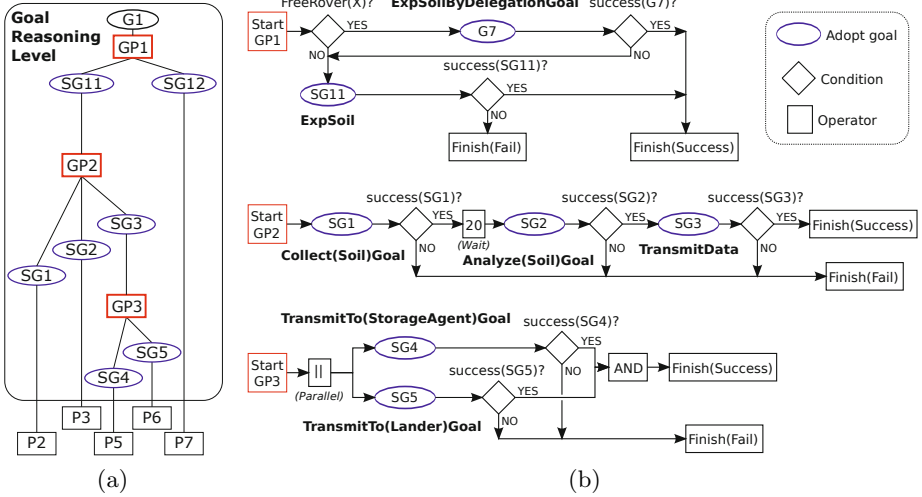 Goal
Reasoning
Level
G1
GP1
SG11
SG12
GP2
SG3
SG2
SG1
GP3
SG5
SG4
P3
P6
P2
P5
P7
(a)
FreeRover(X)?
ExpSoilByDelegationGoal
success(G7)?
Start
GP1
YES
G7
YES
NO
NO
success(SG11)?
SG11
YES
ExpSoil
NO
Finish(Fail)
Finish(Success)
Adopt goal
Condition
Operator
success(SG1)?
success(SG2)?
success(SG3)?
Start
GP2
SG1
YES
20
SG2
YES
SG3
YES
Finish(Success)
(Wait)
NO
NO
NO
Collect(Soil)Goal
Analyze(Soil)Goal
TransmitData
Finish(Fail)
TransmitTo(StorageAgent)Goal
success(SG4)?
SG4
YES
Start
GP3
||
NO
AND
Finish(Success)
success(SG5)?
(Parallel)
SG5
YES
NO
TransmitTo(Lander)Goal
Finish(Fail)
(b)